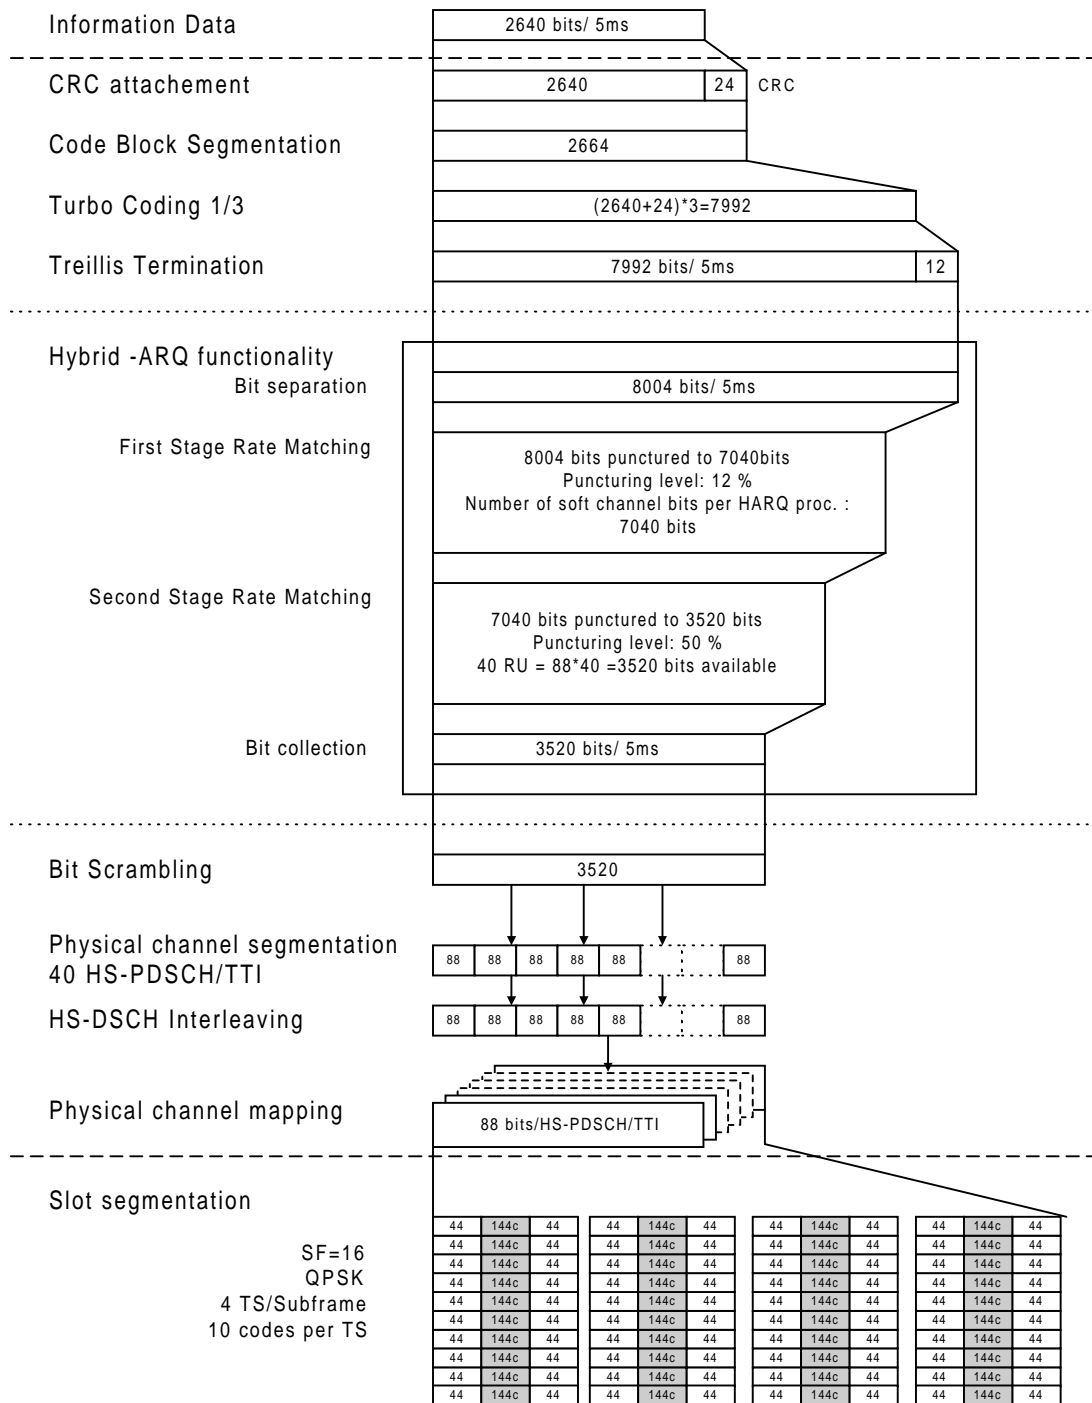 Information Data
2640 bits/ 5ms
CRC attachement
2640 24 CRC
Code Block Segmentation
2664
Turbo Coding 1/3
(2640+24)*3=7992
Treillis Termination
7992 bits/ 5ms 12
Hybrid -ARQ functionality
Bit separation
8004 bits/ 5ms
First Stage Rate Matching
8004 bits punctured to 7040bits
Puncturing level: 12 %
Number of soft channel bits per HARQ proc. :
7040 bits
Second Stage Rate Matching
7040 bits punctured to 3520 bits
Puncturing level: 50 %
40 RU = 88*40 =3520 bits available
Bit collection
3520 bits/ 5ms
Bit Scrambling
3520
Physical channel segmentation
40 HS-PDSCH/TTI
88 88 88 88 88 88
HS-DSCH Interleaving
88 88 88 88 88 88
Physical channel mapping
88 bits/HS-PDSCH/TTI
Slot segmentation
SF=16
QPSK
4 TS/Subframe
10 codes per TS
44 144c 44 44 144c 44 44 144c 44 44 144c 44
44 144c 44 44 144c 44 44 144c 44 44 144c 44
44 144c 44 44 144c 44 44 144c 44 44 144c 44
44 144c 44 44 144c 44 44 144c 44 44 144c 44
44 144c 44 44 144c 44 44 144c 44 44 144c 44
44 144c 44 44 144c 44 44 144c 44 44 144c 44
44 144c 44 44 144c 44 44 144c 44 44 144c 44
44 144c 44 44 144c 44 44 144c 44 44 144c 44
44 144c 44 44 144c 44 44 144c 44 44 144c 44
44 144c 44 44 144c 44 44 144c 44 44 144c 44